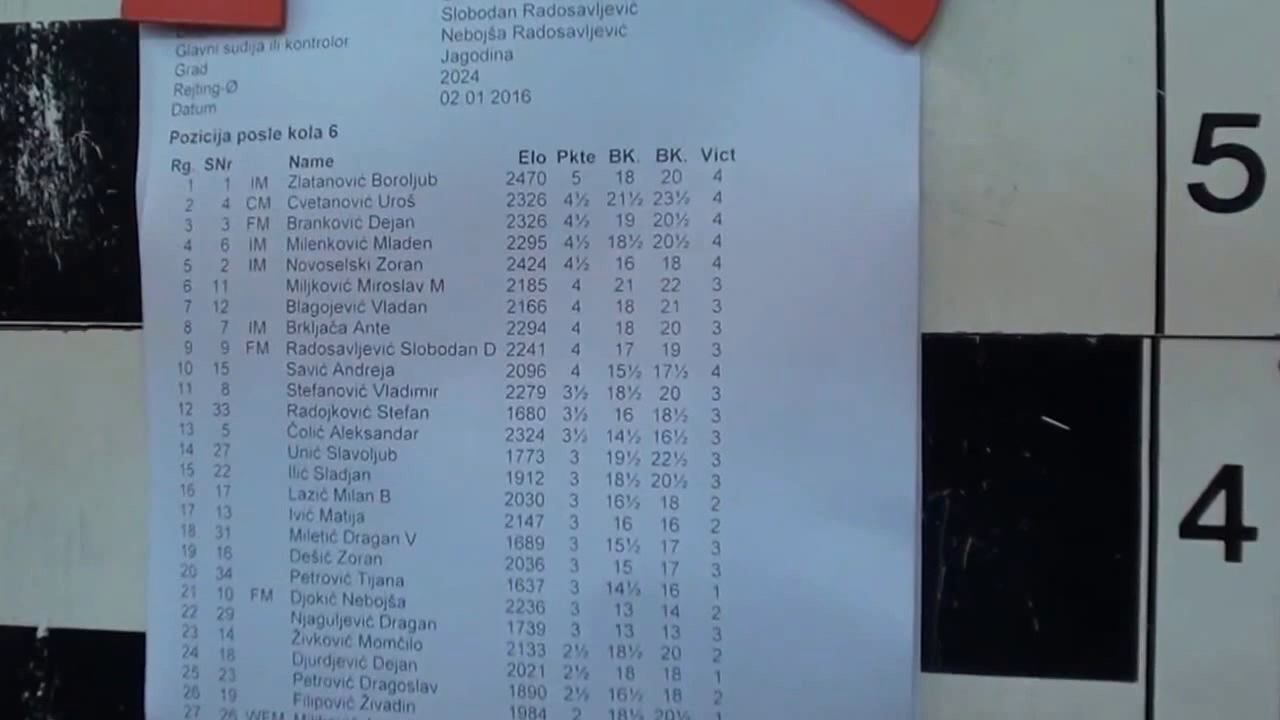 Slobodan Radosavljević
Glavni sudija ili kontrolor Nebojša Radosavljević
Grad Jagodina
Rejting-Ø 2024
Datum 02.01 2016
Pozicija posle kola 6
Rg. SNr Name Elo Pkte BK. BK. Vict
1 1 IM Zlatanović Boroljub 2470 5 18 20 4
2 4 CM Cvetanović Uroš 2326 4½ 21½ 23½ 4
3 3 FM Branković Dejan 2326 4½ 19 20½ 4
4 6 IM Milenković Mladen 2295 4½ 18½ 20½ 4
5 2 IM Novoselski Zoran 2424 4½ 16 18 4
6 11 Miljković Miroslav M 2185 4 21 22 3
7 12 Blagojević Vladan 2166 4 18 21 3
8 7 IM Brkljača Ante 2294 4 18 20 3
9 9 FM Radosavljević Slobodan D 2241 4 17 19 3
10 15 Savić Andreja 2096 4 15½ 17½ 4
11 8 Stefanović Vladimir 2279 3½ 18½ 20 3
12 33 Radojković Stefan 1680 3½ 16 18½ 3
13 5 Čolić Aleksandar 2324 3½ 14½ 16½ 3
14 27 Unić Slavoljub 1773 3 19½ 22½ 3
15 22 Ilić Sladjan 1912 3 18½ 20½ 3
16 17 Lazić Milan B 2030 3 16½ 18 2
17 13 Ivić Matija 2147 3 16 16 2
18 31 Miletić Dragan V 1689 3 15½ 17 3
19 16 Dešić Zoran 2036 3 15 17 3
20 34 Petrović Tijana 1637 3 14½ 16 1
21 10 FM Djokić Nebojša 2236 3 13 14 2
22 29 Njaguljević Dragan 1739 3 13 13 3
23 14 Živković Momčilo 2133 2½ 18½ 20 2
24 18 Djurdjević Dejan 2021 2½ 18 18 1
25 23 Petrović Dragoslav 1890 2½ 16½ 18 2
26 19 Filipović Živadin 1984 2 18½ 20½ 1
27 26 WFM
5
4